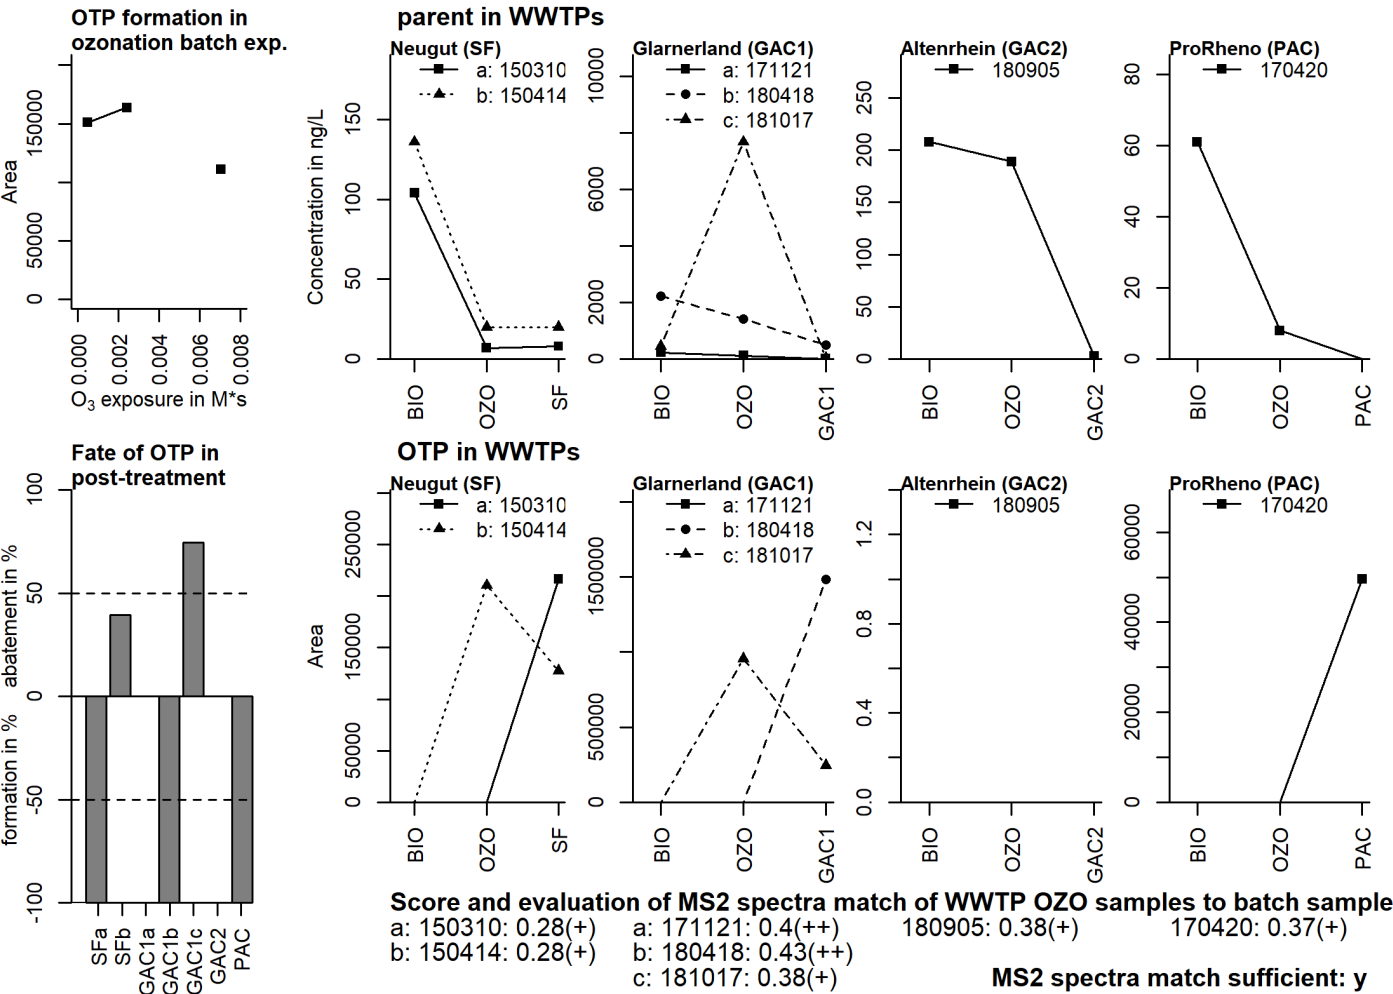 OTP formation in
ozonation batch exp.
Area
150000
50000
0
0.000
0.002
0.004
0.006
0.008
O3 exposure in M*s
parent in WWTPs
Concentration in ng/L
Neugut (SF)
a: 150310
b: 150414
150
100
50
0
BIO
OZO
SF
Glarnerland (GAC1)
a: 171121
b: 180418
c: 181017
10000
6000
2000
0
BIO
OZO
GAC1
Altenrhein (GAC2)
180905
250
200
150
100
50
0
BIO
OZO
GAC2
ProRheno (PAC)
170420
80
60
40
20
0
BIO
OZO
PAC
Fate of OTP in
post-treatment
abatement in %
formation in %
100
50
0
-50
-100
SFa
SFb
GAC1a
GAC1b
GAC1c
GAC2
PAC
OTP in WWTPs
Area
Neugut (SF)
a: 150310
b: 150414
250000
150000
50000
0
BIO
OZO
SF
Glarnerland (GAC1)
a: 171121
b: 180418
c: 181017
1500000
500000
0
BIO
OZO
GAC1
Altenrhein (GAC2)
180905
1.2
0.8
0.4
0.0
BIO
OZO
GAC2
ProRheno (PAC)
170420
60000
40000
20000
0
BIO
OZO
PAC
Score and evaluation of MS2 spectra match of WWTP OZO samples to batch sample
a: 150310: 0.28(+)
b: 150414: 0.28(+)
a: 171121: 0.4(++)
b: 180418: 0.43(++)
c: 181017: 0.38(+)
180905: 0.38(+)
170420: 0.37(+)
MS2 spectra match sufficient: y